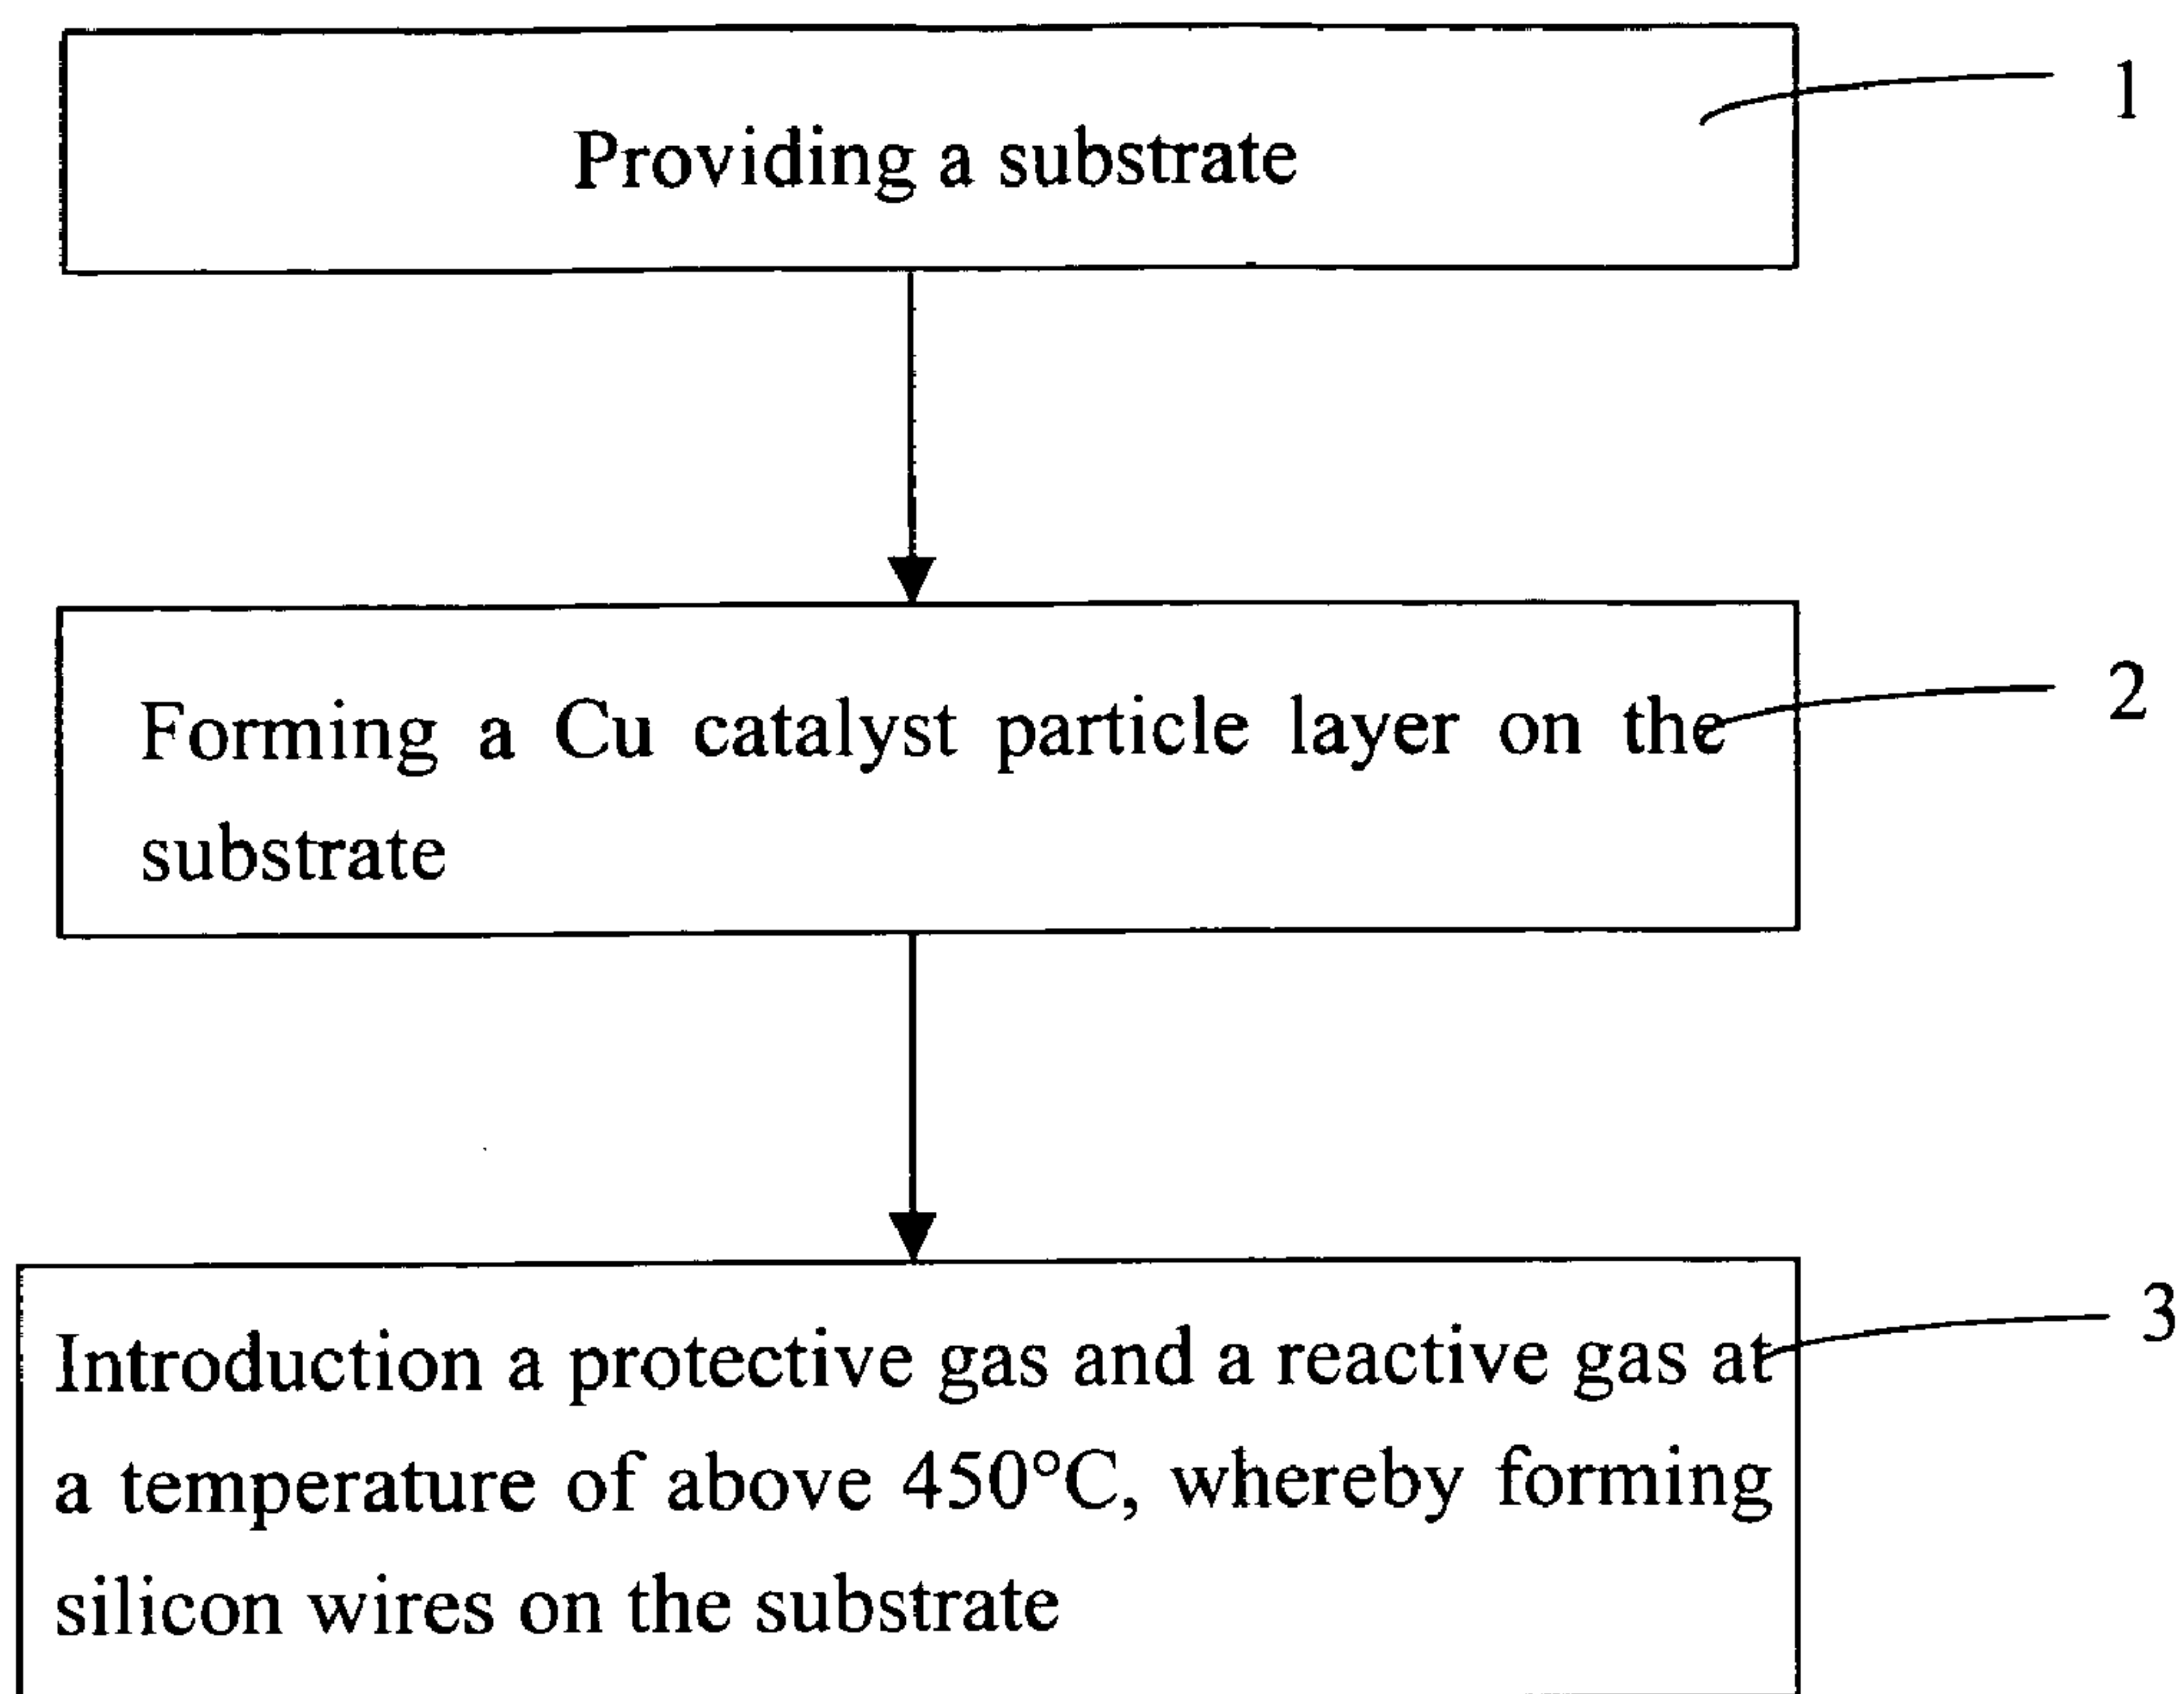 Providing a substrate
1
Forming a Cu catalyst particle layer on the
substrate
2
Introduction a protective gas and a reactive gas at
a temperature of above 450°C, whereby forming
silicon wires on the substrate
3